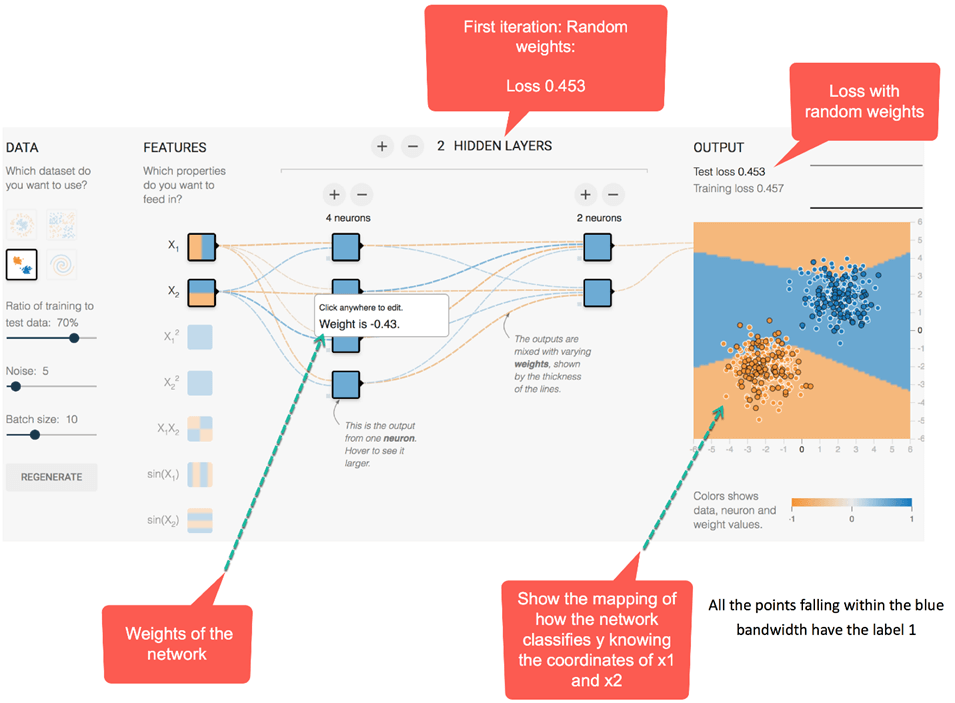 First iteration: Random
weights:
Loss 0.453
Loss with
random weights
DATA
Which dataset do
you want to use?
Ratio of training to
test data: 70%
Noise: 5
Batch size: 10
REGENERATE
FEATURES
Which properties
do you want to
feed in?
X1
X2
X1²
X2²
X1X2
sin(X1)
sin(X2)
+ − 2 HIDDEN LAYERS
+ −
4 neurons
+ −
2 neurons
Click anywhere to edit.
Weight is -0.43.
This is the output
from one neuron.
Hover to see it
larger.
The outputs are
mixed with varying
weights, shown
by the thickness
of the lines.
OUTPUT
Test loss 0.453
Training loss 0.457
6
5
4
3
2
1
0
-1
-2
-3
-4
-5
-6
-6 -5 -4 -3 -2 -1 0 1 2 3 4 5 6
Colors shows
data, neuron and
weight values.
-1 0 1
Weights of the
network
Show the mapping of
how the network
classifies y knowing
the coordinates of x1
and x2
All the points falling within the blue
bandwidth have the label 1